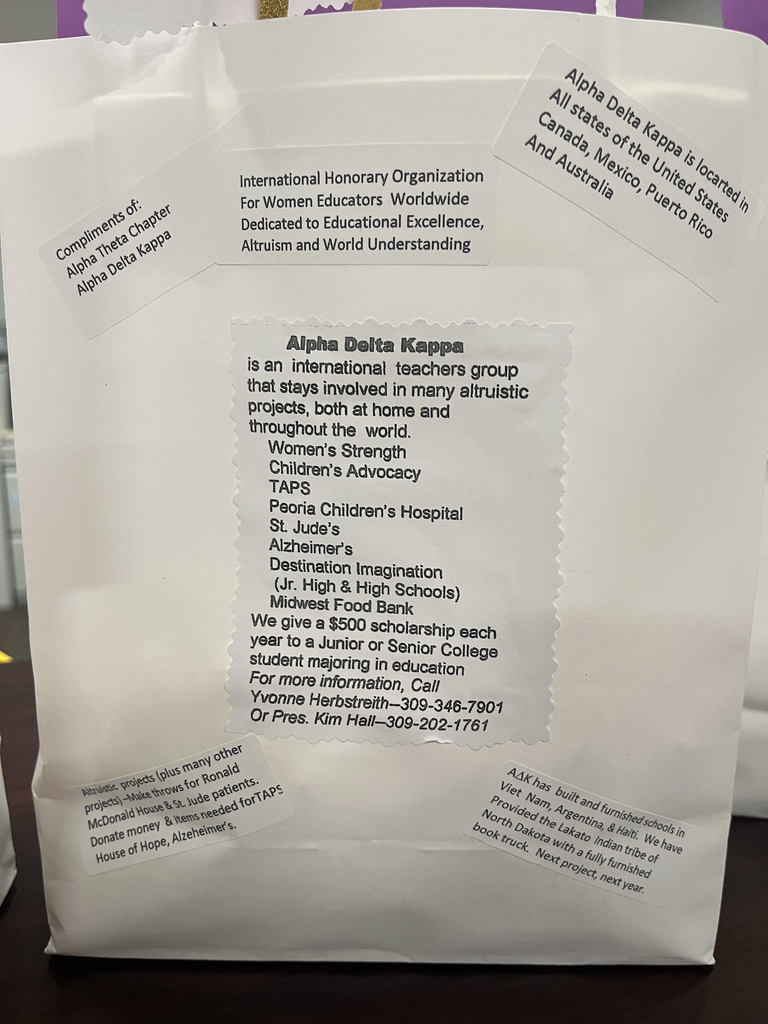 Compliments of:
Alpha Theta Chapter
Alpha Delta Kappa
International Honorary Organization
For Women Educators Worldwide
Dedicated to Educational Excellence,
Altruism and World Understanding
Alpha Delta Kappa is locarted in
All states of the United States
Canada, Mexico, Puerto Rico
And Australia
Alpha Delta Kappa
is an international teachers group
that stays involved in many altruistic
projects, both at home and
throughout the world.
Women's Strength
Children's Advocacy
TAPS
Peoria Children's Hospital
St. Jude's
Alzheimer's
Destination Imagination
(Jr. High & High Schools)
Midwest Food Bank
We give a $500 scholarship each
year to a Junior or Senior College
student majoring in education
For more information, Call
Yvonne Herbstreith--309-346-7901
Or Pres. Kim Hall--309-202-1761
Altruistic projects (plus many other
projects) –Make throws for Ronald
McDonald House & St. Jude patients.
Donate money & items needed forTAPS
House of Hope, Alzeheimer's.
AΔK has built and furnished schools in
Viet Nam, Argentina, & Haiti. We have
Provided the Lakato Indian tribe of
North Dakota with a fully furnished
book truck. Next project, next year.